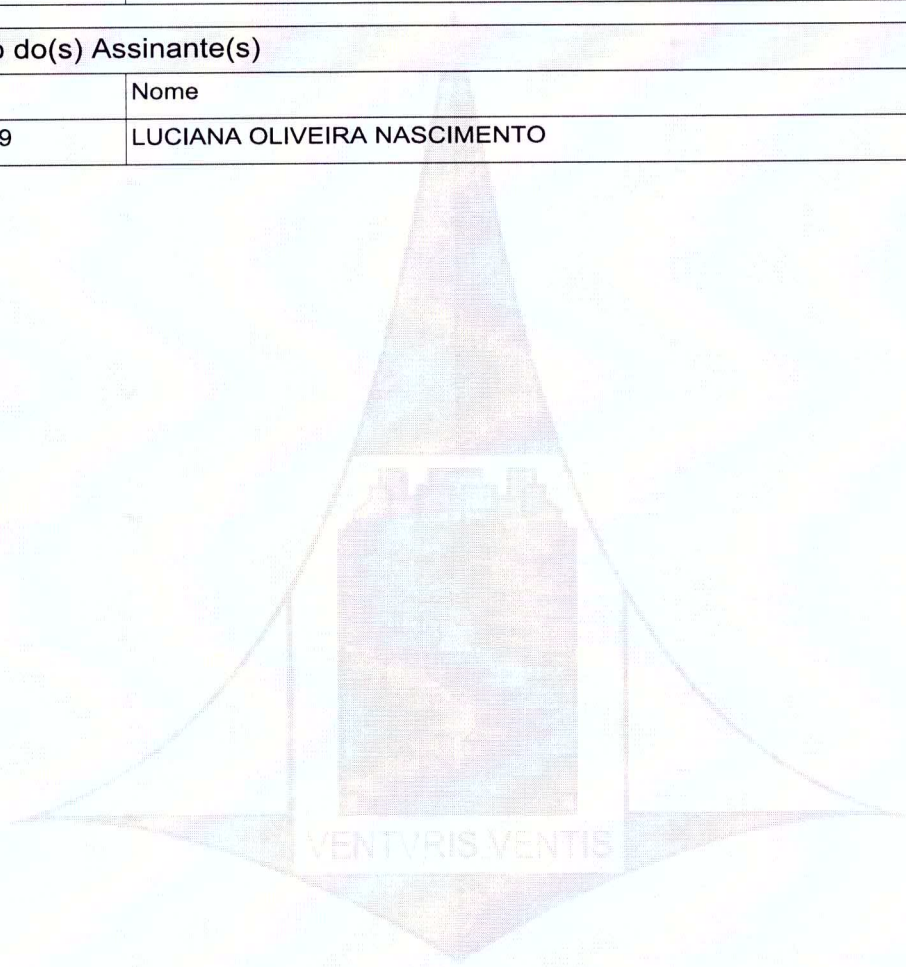 o do(s) Assinante(s)
Nome
9 LUCIANA OLIVEIRA NASCIMENTO
VENTVRIS VENTIS